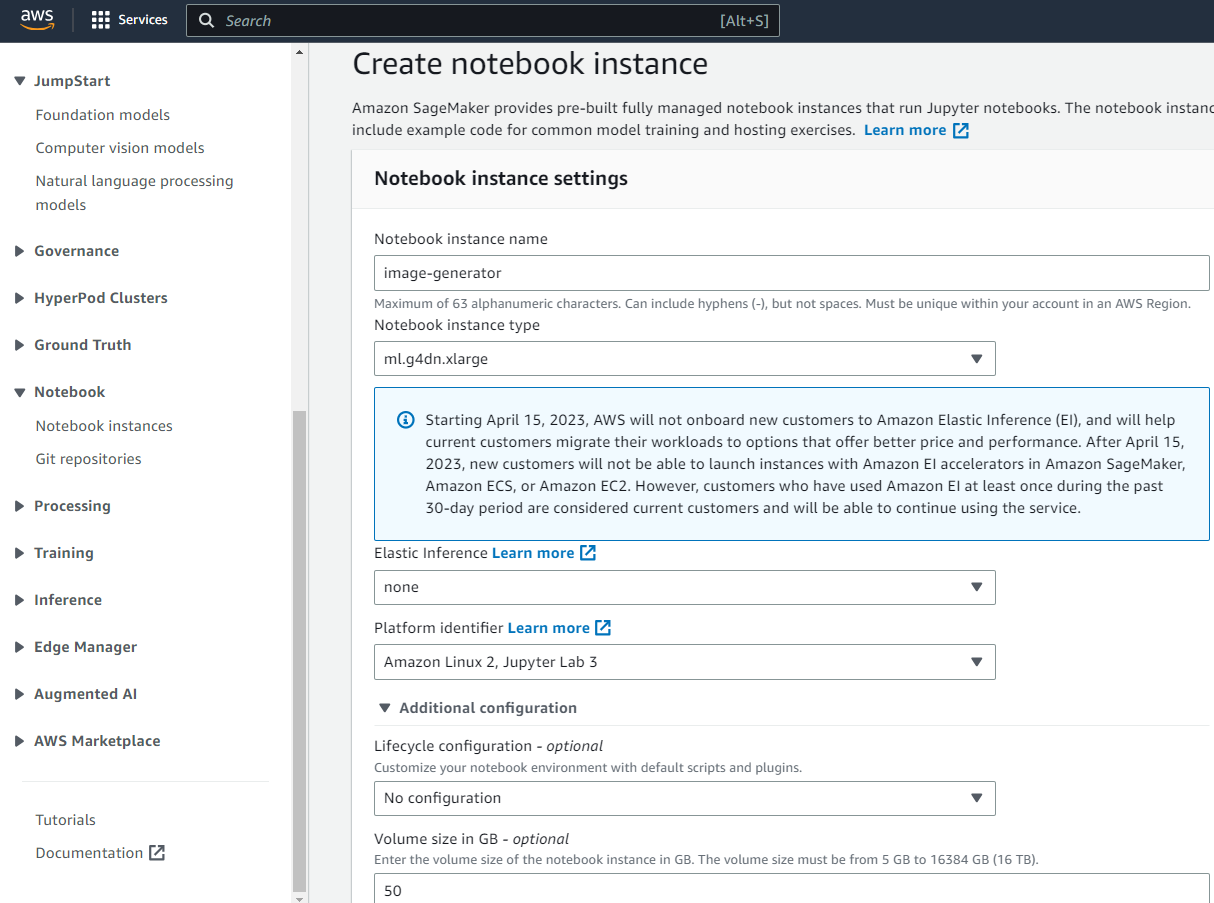 aws
Services
Search
[Alt+S]
JumpStart
Foundation models
Computer vision models
Natural language processing
models
Governance
HyperPod Clusters
Ground Truth
Notebook
Notebook instances
Git repositories
Processing
Training
Inference
Edge Manager
Augmented AI
AWS Marketplace
Tutorials
Documentation
Create notebook instance
Amazon SageMaker provides pre-built fully managed notebook instances that run Jupyter notebooks. The notebook instanc
include example code for common model training and hosting exercises. Learn more
Notebook instance settings
Notebook instance name
image-generator
Maximum of 63 alphanumeric characters. Can include hyphens (-), but not spaces. Must be unique within your account in an AWS Region.
Notebook instance type
ml.g4dn.xlarge
Starting April 15, 2023, AWS will not onboard new customers to Amazon Elastic Inference (EI), and will help
current customers migrate their workloads to options that offer better price and performance. After April 15,
2023, new customers will not be able to launch instances with Amazon EI accelerators in Amazon SageMaker,
Amazon ECS, or Amazon EC2. However, customers who have used Amazon EI at least once during the past
30-day period are considered current customers and will be able to continue using the service.
Elastic Inference Learn more
none
Platform identifier Learn more
Amazon Linux 2, Jupyter Lab 3
Additional configuration
Lifecycle configuration - optional
Customize your notebook environment with default scripts and plugins.
No configuration
Volume size in GB - optional
Enter the volume size of the notebook instance in GB. The volume size must be from 5 GB to 16384 GB (16 TB).
50